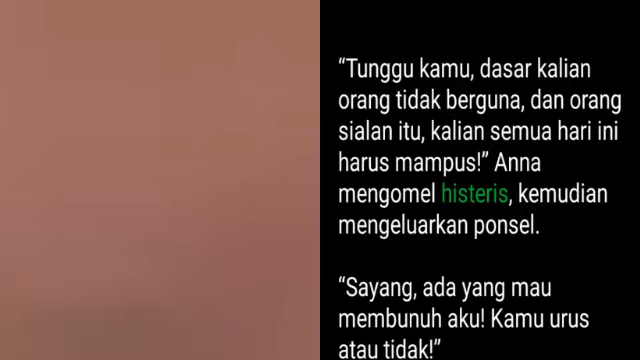 “Tunggu kamu, dasar kalian
orang tidak berguna, dan orang
sialan itu, kalian semua hari ini
harus mampus!” Anna
mengomel histeris, kemudian
mengeluarkan ponsel.
“Sayang, ada yang mau
membunuh aku! Kamu urus
atau tidak!”